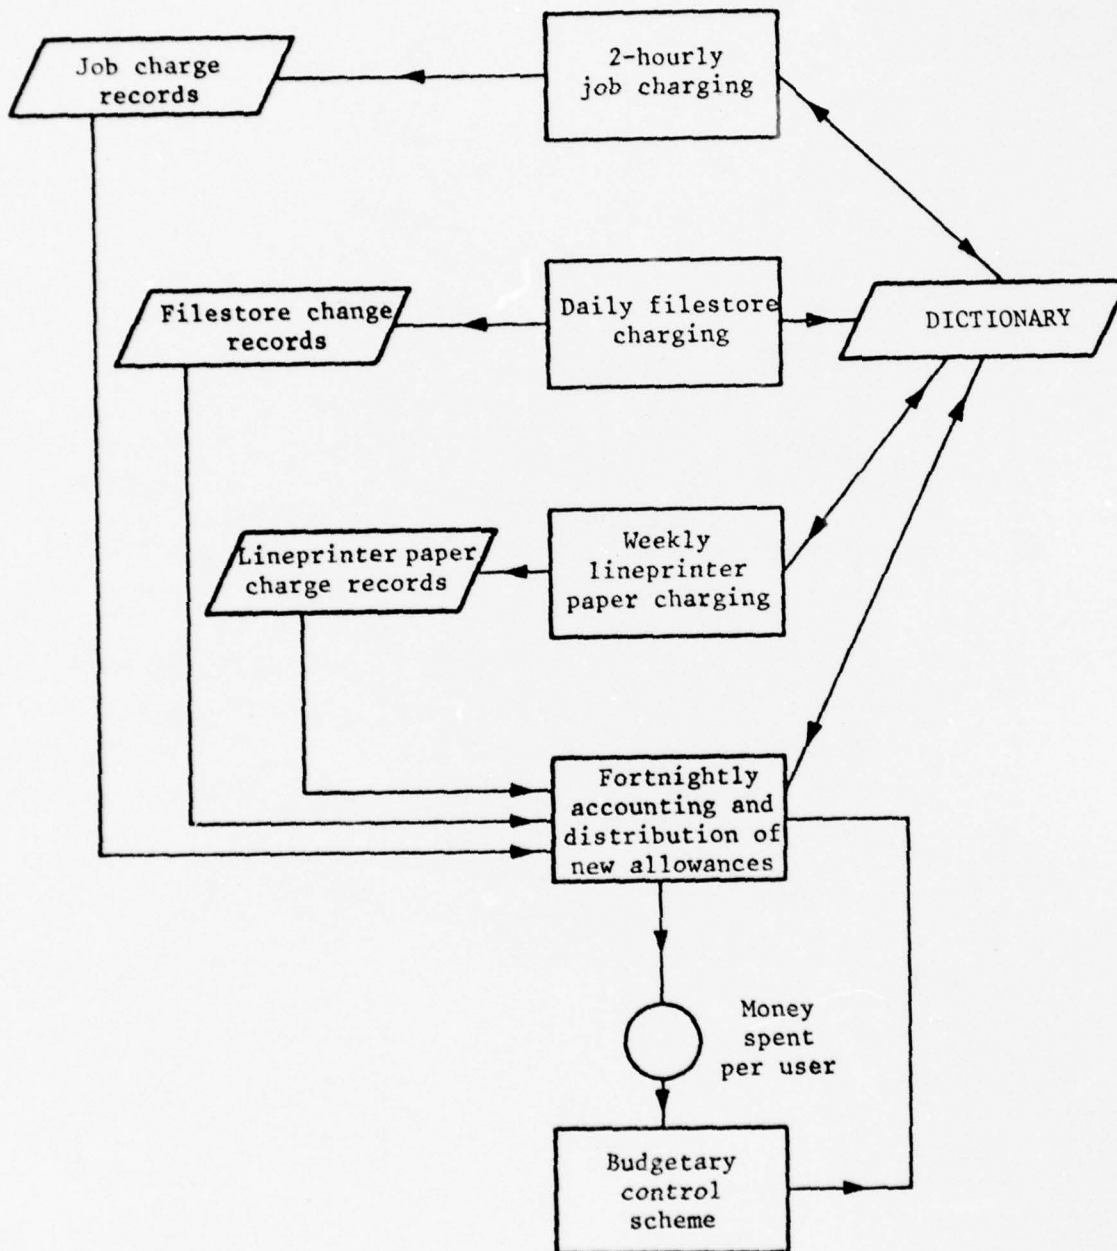 Job charge
records
2-hourly
job charging
Filestore change
records
Daily filestore
charging
DICTIONARY
Lineprinter paper
charge records
Weekly
lineprinter
paper charging
Fortnightly
accounting and
distribution of
new allowances
Money
spent
per user
Budgetary
control
scheme